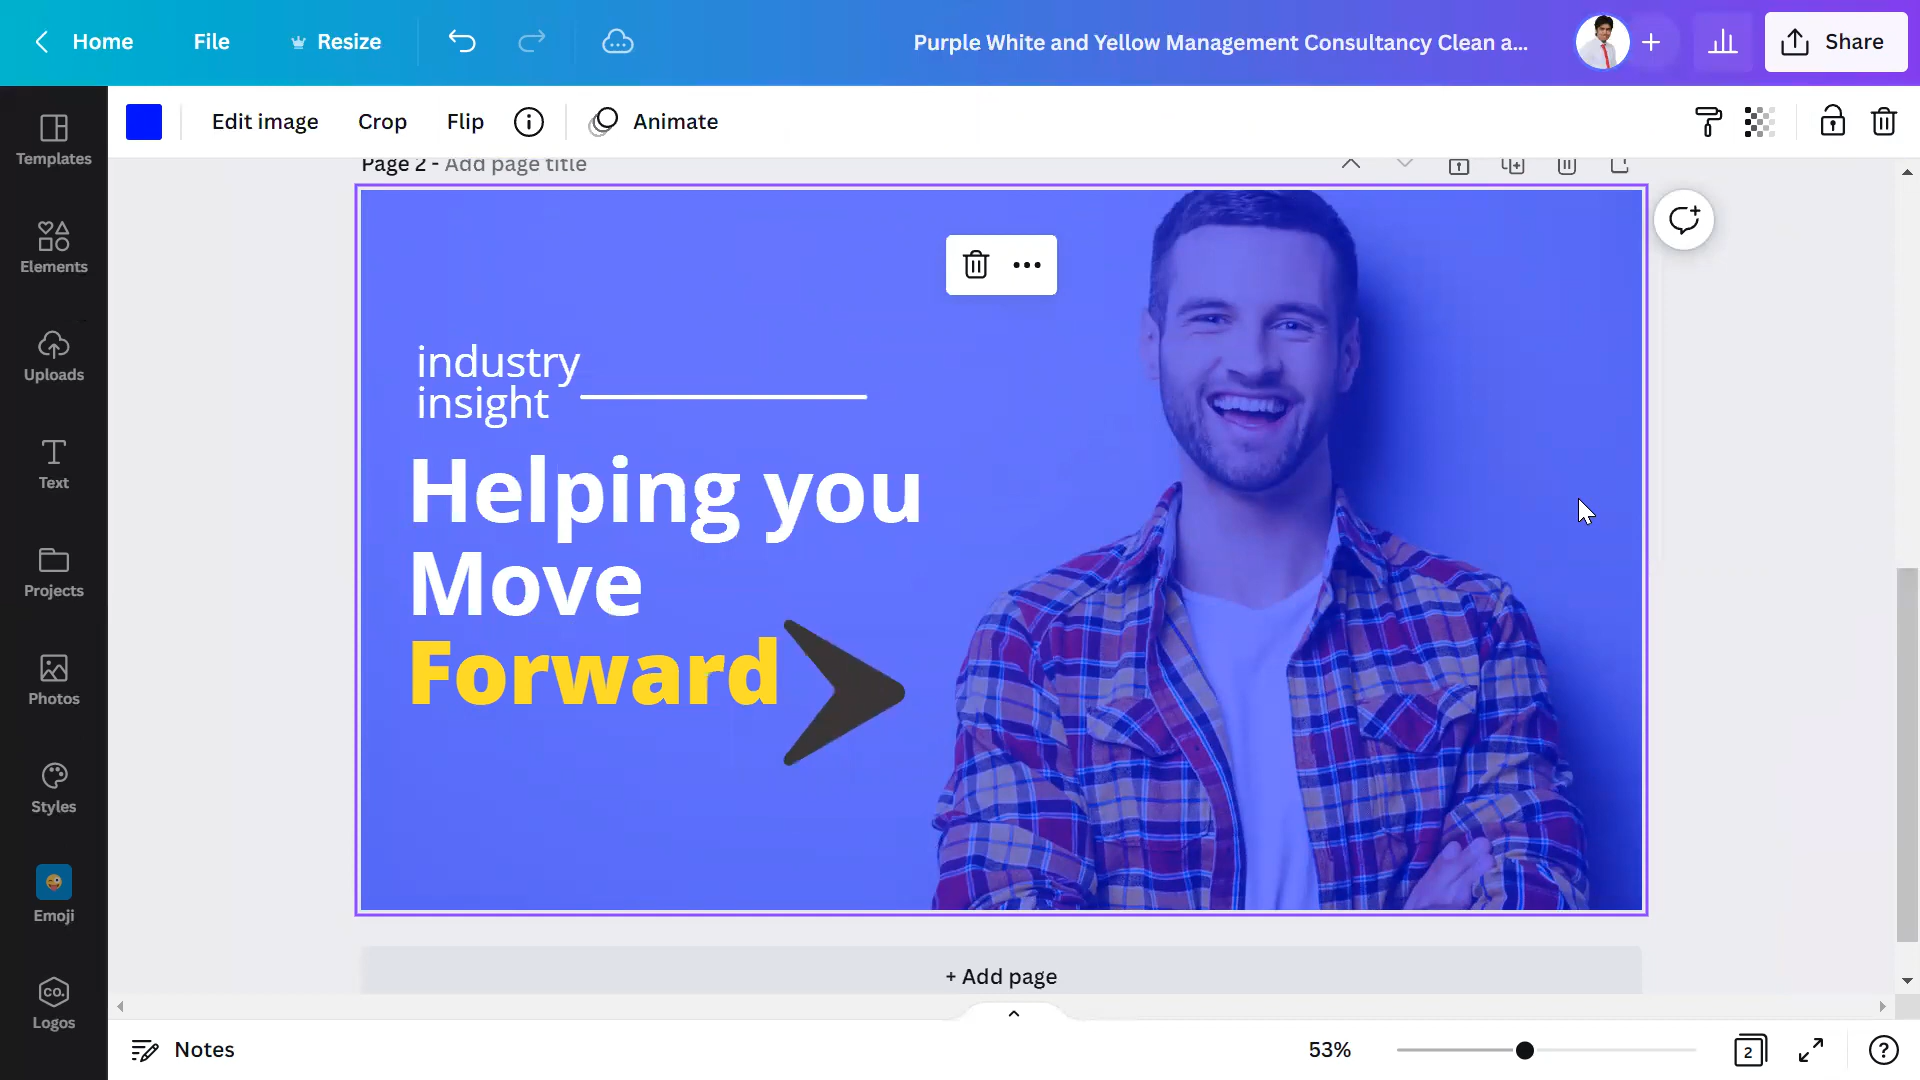 Home
File
Resize
Purple White and Yellow Management Consultancy Clean a...
Share
Edit image
Crop
Flip
Animate
Templates
Elements
Uploads
Text
Projects
Photos
Styles
Emoji
CO.
Logos
Page 2 - Add page title
industry
insight
Helping you
Move
Forward
+ Add page
Notes
53%
2